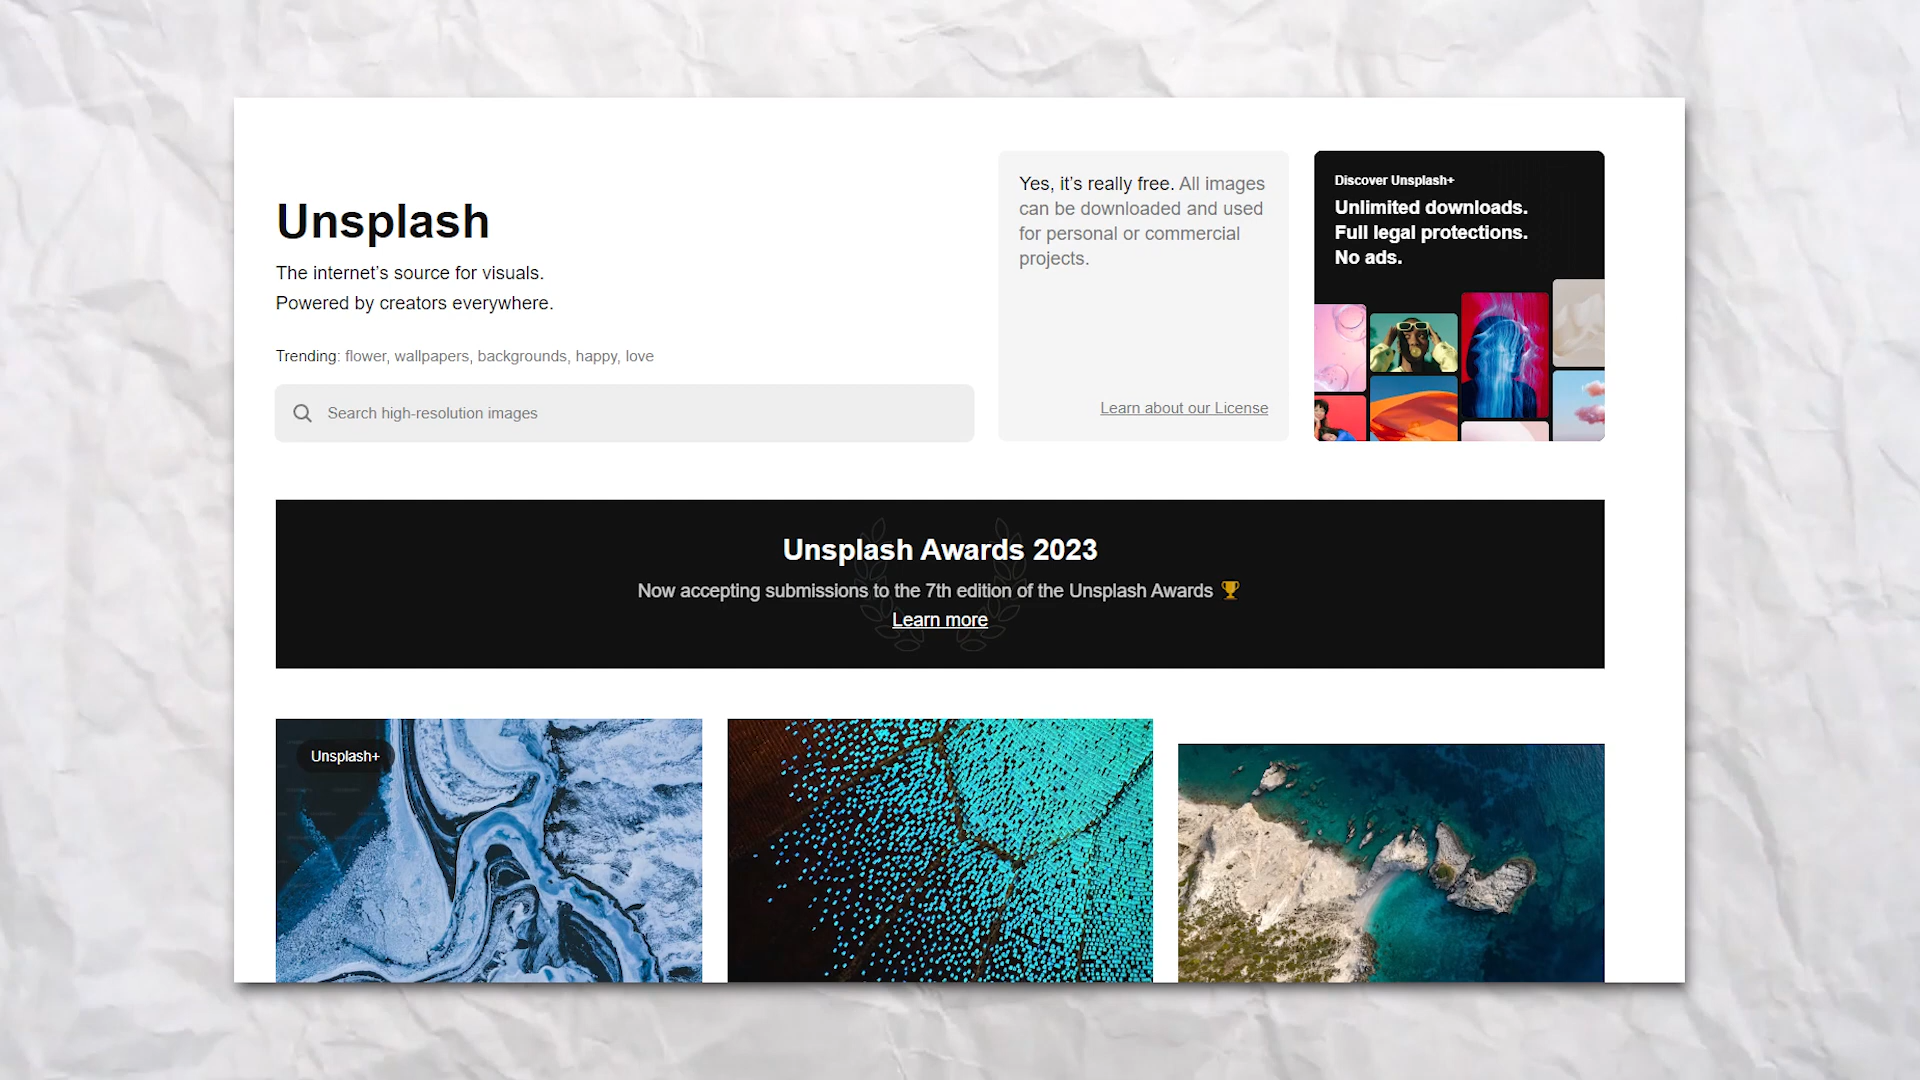 Unsplash
The internet’s source for visuals.
Powered by creators everywhere.
Trending: flower, wallpapers, backgrounds, happy, love
Search high-resolution images
Yes, it’s really free. All images
can be downloaded and used
for personal or commercial
projects.
Learn about our License
Discover Unsplash+
Unlimited downloads.
Full legal protections.
No ads.
Unsplash Awards 2023
Now accepting submissions to the 7th edition of the Unsplash Awards 🏆
Learn more
Unsplash+